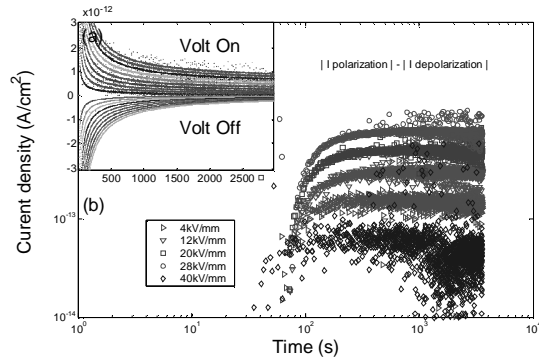 x10^-12
3
2
1
0
-1
-2
-3
(a)
Volt On
Volt Off
500 1000 1500 2000 2500
| I polarization | - | I depolarization |
Curent density (A/cm²)
(b)
10^-13
10^-14
4kV/mm
12kV/mm
20kV/mm
28kV/mm
40kV/mm
10^0 10^1 10^2 10^3 10^4
Time (s)